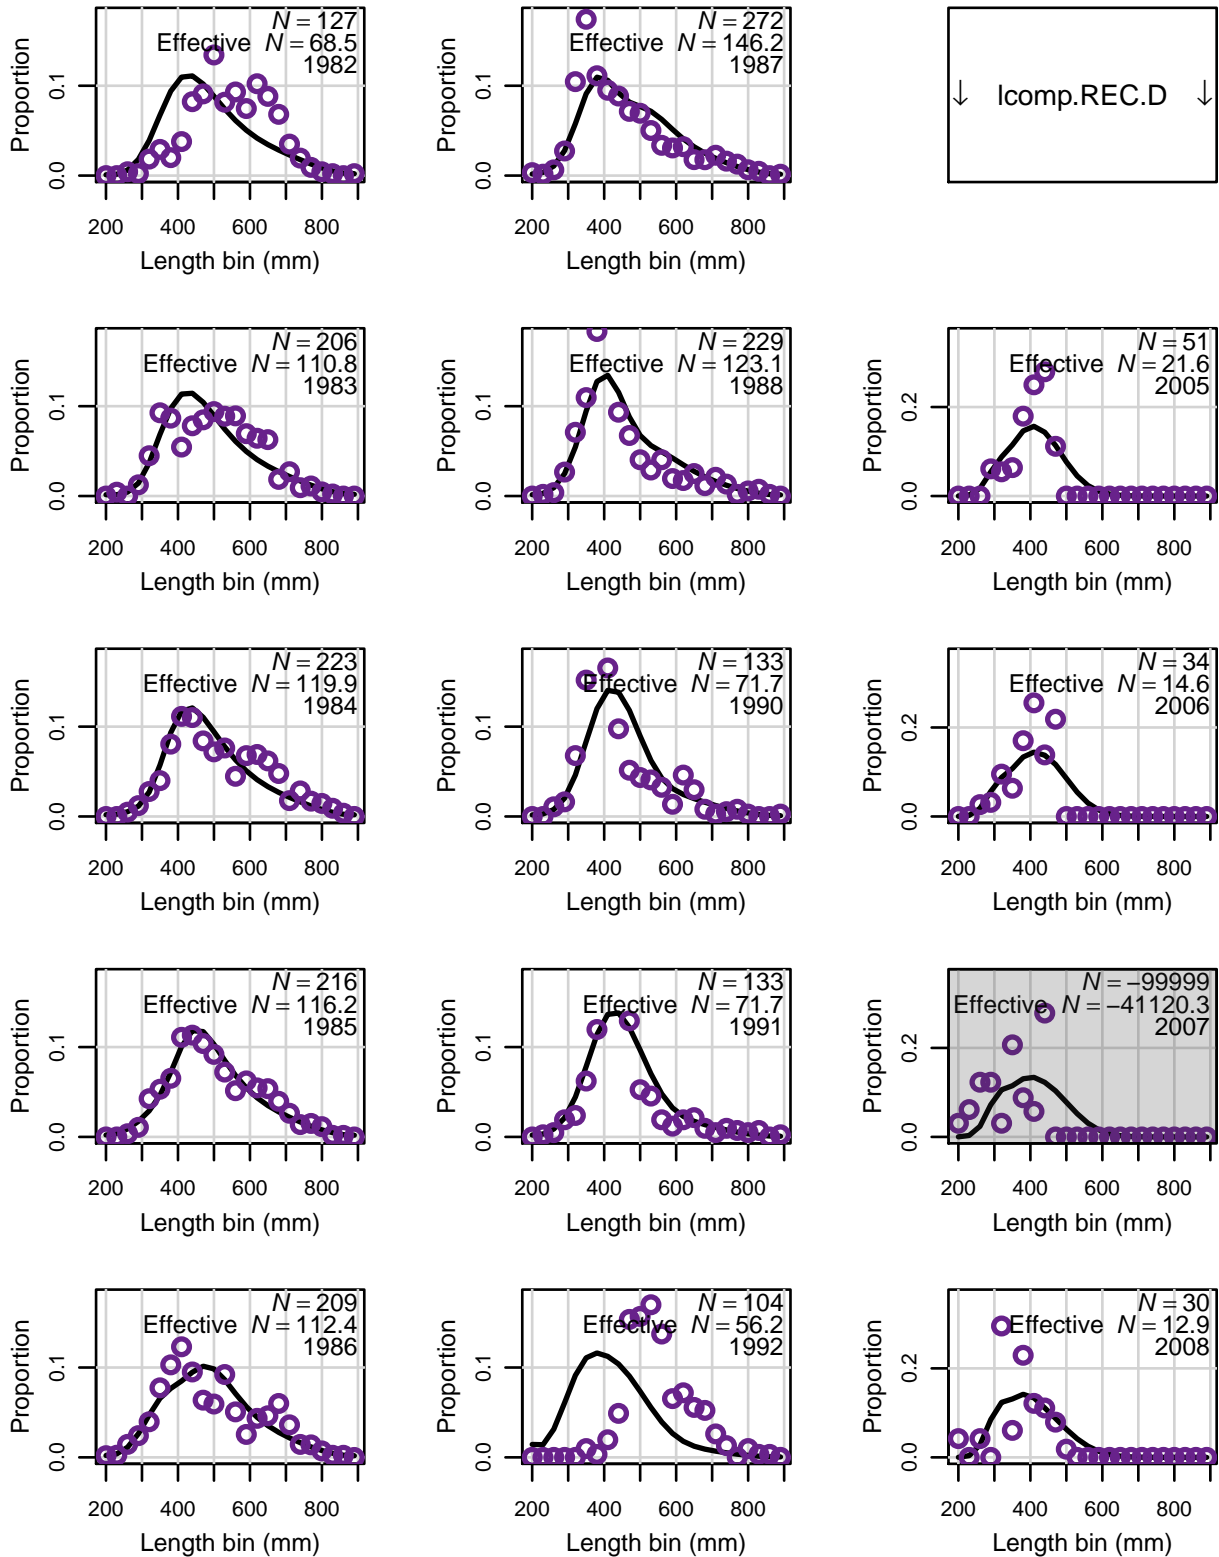 N = 127
Effective N = 68.5
1982
Proportion
0.0 0.1
200 400 600 800
Length bin (mm)
N = 206
Effective N = 110.8
1983
Proportion
0.0 0.1
200 400 600 800
Length bin (mm)
N = 223
Effective N = 119.9
1984
Proportion
0.0 0.1
200 400 600 800
Length bin (mm)
N = 216
Effective N = 116.2
1985
Proportion
0.0 0.1
200 400 600 800
Length bin (mm)
N = 209
Effective N = 112.4
1986
Proportion
0.0 0.1
200 400 600 800
Length bin (mm)
N = 272
Effective N = 146.2
1987
Proportion
0.0 0.1
200 400 600 800
Length bin (mm)
N = 229
Effective N = 123.1
1988
Proportion
0.0 0.1
200 400 600 800
Length bin (mm)
N = 133
Effective N = 71.7
1990
Proportion
0.0 0.1
200 400 600 800
Length bin (mm)
N = 133
Effective N = 71.7
1991
Proportion
0.0 0.1
200 400 600 800
Length bin (mm)
N = 104
Effective N = 56.2
1992
Proportion
0.0 0.1
200 400 600 800
Length bin (mm)
↓ lcomp.REC.D ↓
N = 51
Effective N = 21.6
2005
Proportion
0.0 0.2
200 400 600 800
Length bin (mm)
N = 34
Effective N = 14.6
2006
Proportion
0.0 0.2
200 400 600 800
Length bin (mm)
N = −99999
Effective N = −41120.3
2007
Proportion
0.0 0.2
200 400 600 800
Length bin (mm)
N = 30
Effective N = 12.9
2008
Proportion
0.0 0.2
200 400 600 800
Length bin (mm)